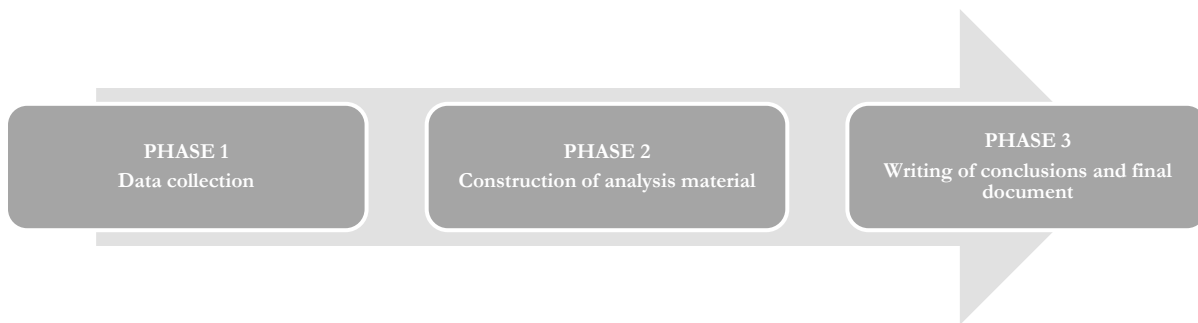 PHASE 1
Data collection
PHASE 2
Construction of analysis material
PHASE 3
Writing of conclusions and final
document